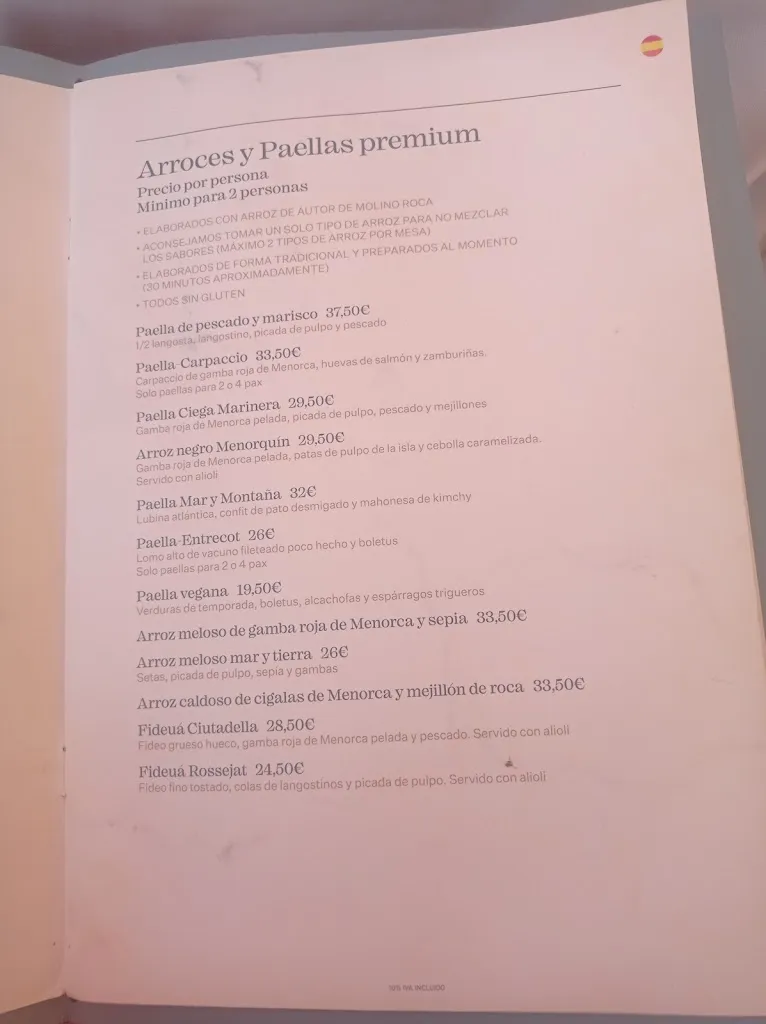 Arroces y Paellas premium
Precio por persona
Mínimo para 2 personas
• ELABORADOS CON ARROZ DE AUTOR DE MOLINO ROCA
• ACONSEJAMOS TOMAR UN SOLO TIPO DE ARROZ PARA NO MEZCLAR
LOS SABORES (MÁXIMO 2 TIPOS DE ARROZ POR MESA)
• ELABORADOS DE FORMA TRADICIONAL Y PREPARADOS AL MOMENTO
(30 MINUTOS APROXIMADAMENTE)
• TODOS SIN GLUTEN
Paella de pescado y marisco 37,50€
1/2 langosta, langostino, picada de pulpo y pescado
Paella-Carpaccio 33,50€
Carpaccio de gamba roja de Menorca, huevas de salmón y zamburiñas.
Solo paellas para 2 o 4 pax
Paella Ciega Marinera 29,50€
Gamba roja de Menorca pelada, picada de pulpo, pescado y mejillones
Arroz negro Menorquín 29,50€
Gamba roja de Menorca pelada, patas de pulpo de la isla y cebolla caramelizada.
Servido con alioli
Paella Mar y Montaña 32€
Lubina atlántica, confit de pato desmigado y mahonesa de kimchy
Paella-Entrecot 26€
Lomo alto de vacuno fileteado poco hecho y boletus
Solo paellas para 2 o 4 pax
Paella vegana 19,50€
Verduras de temporada, boletus, alcachofas y espárragos trigueros
Arroz meloso de gamba roja de Menorca y sepia 33,50€
Arroz meloso mar y tierra 26€
Setas, picada de pulpo, sepia y gambas
Arroz caldoso de cigalas de Menorca y mejillón de roca 33,50€
Fideuá Ciutadella 28,50€
Fideo grueso hueco, gamba roja de Menorca pelada y pescado. Servido con alioli
Fideuá Rossejat 24,50€
Fideo fino tostado, colas de langostinos y picada de pulpo. Servido con alioli
10% IVA INCLUIDO